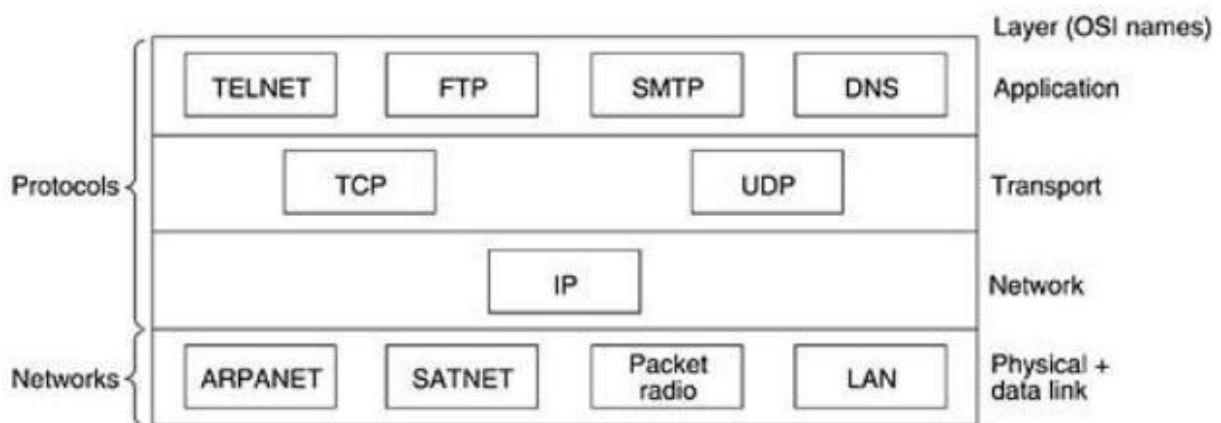 Layer (OSI names)
TELNET FTP SMTP DNS Application
Protocols TCP UDP Transport
IP Network
Networks ARPANET SATNET Packet radio LAN Physical + data link